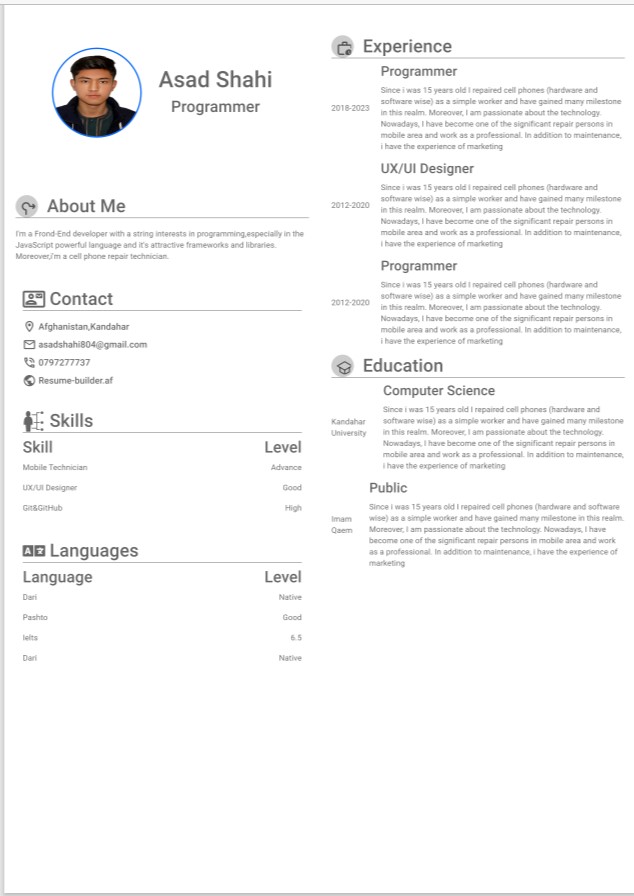 Asad Shahi
Programmer
About Me
I'm a Frond-End developer with a string interests in programming,especially in the
JavaScript powerful language and it's attractive frameworks and libraries.
Moreover,i'm a cell phone repair technician.
Contact
Afghanistan,Kandahar
asadshahi804@gmail.com
0797277737
Resume-builder.af
Skills
Skill Level
Mobile Technician Advance
UX/UI Designer Good
Git&GitHub High
Languages
Language Level
Dari Native
Pashto Good
Ielts 6.5
Dari Native
Experience
Programmer
2018-2023
Since i was 15 years old I repaired cell phones (hardware and
software wise) as a simple worker and have gained many milestone
in this realm. Moreover, I am passionate about the technology.
Nowadays, I have become one of the significant repair persons in
mobile area and work as a professional. In addition to maintenance,
i have the experience of marketing
UX/UI Designer
2012-2020
Since i was 15 years old I repaired cell phones (hardware and
software wise) as a simple worker and have gained many milestone
in this realm. Moreover, I am passionate about the technology.
Nowadays, I have become one of the significant repair persons in
mobile area and work as a professional. In addition to maintenance,
i have the experience of marketing
Programmer
2012-2020
Since i was 15 years old I repaired cell phones (hardware and
software wise) as a simple worker and have gained many milestone
in this realm. Moreover, I am passionate about the technology.
Nowadays, I have become one of the significant repair persons in
mobile area and work as a professional. In addition to maintenance,
i have the experience of marketing
Education
Computer Science
Kandahar
University
Since i was 15 years old I repaired cell phones (hardware and
software wise) as a simple worker and have gained many milestone
in this realm. Moreover, I am passionate about the technology.
Nowadays, I have become one of the significant repair persons in
mobile area and work as a professional. In addition to maintenance,
i have the experience of marketing
Public
Imam
Qaem
Since i was 15 years old I repaired cell phones (hardware and software
wise) as a simple worker and have gained many milestone in this realm.
Moreover, I am passionate about the technology. Nowadays, I have
become one of the significant repair persons in mobile area and work
as a professional. In addition to maintenance, i have the experience of
marketing